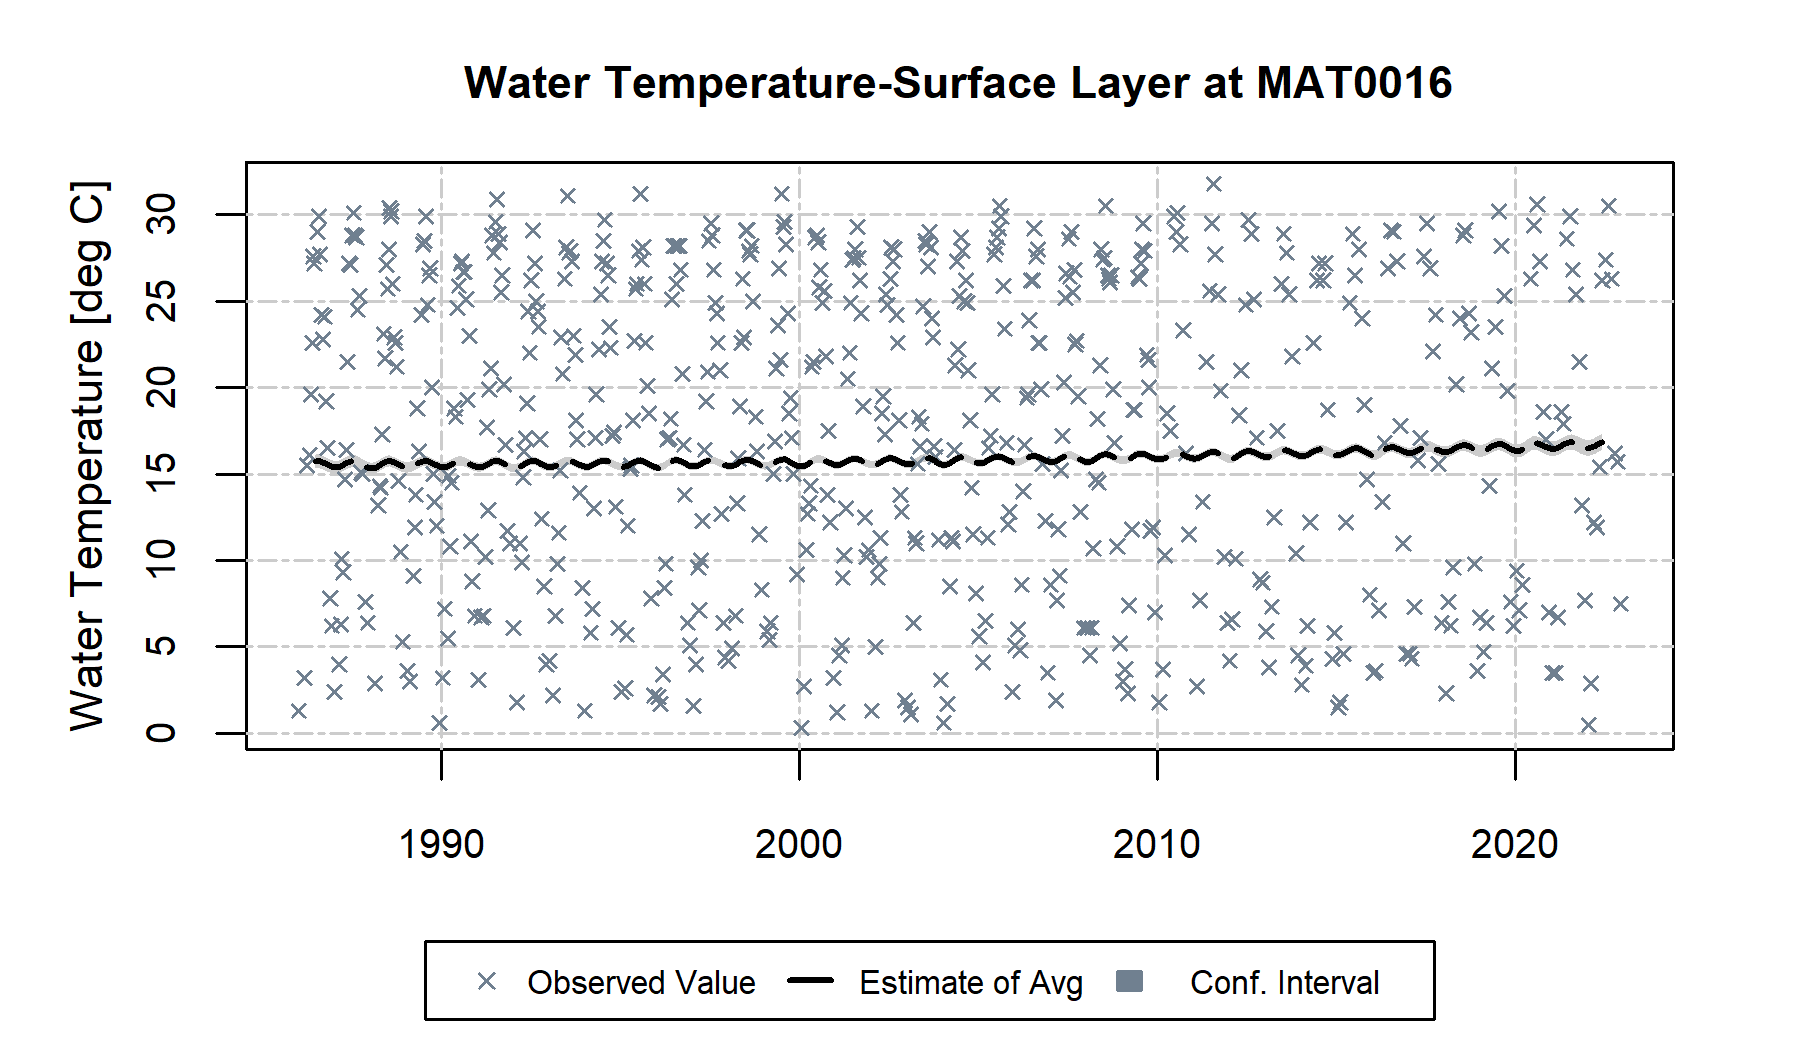 Water Temperature-Surface Layer at MAT0016
Water Temperature [deg C]
30
25
20
15
10
5
0
1990 2000 2010 2020
Observed Value Estimate of Avg Conf. Interval